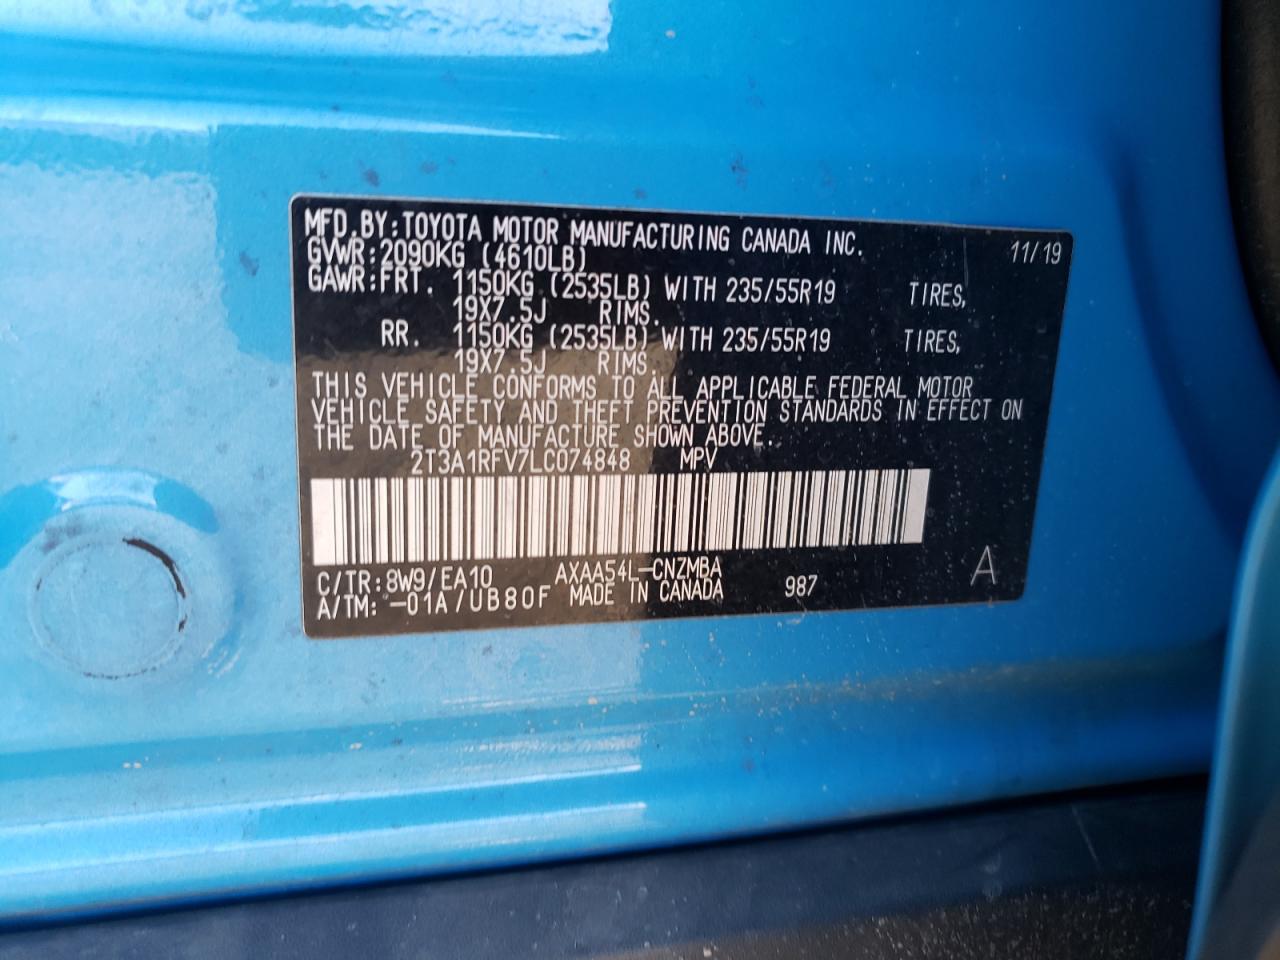 MFD.BY:TOYOTA MOTOR MANUFACTURING CANADA INC. 11/19
GVWR:2090KG (4610LB)
GAWR:FRT. 1150KG (2535LB) WITH 235/55R19 TIRES,
19X7.5J RIMS.
RR. 1150KG (2535LB) WITH 235/55R19 TIRES,
19X7.5J RIMS.
THIS VEHICLE CONFORMS TO ALL APPLICABLE FEDERAL MOTOR
VEHICLE SAFETY AND THEFT PREVENTION STANDARDS IN EFFECT ON
THE DATE OF MANUFACTURE SHOWN ABOVE.
2T3A1RFV7LC074848 MPV
C/TR:8W9/EA10 AXAA54L-CNZMBA
A/TM: -01A/UB80F MADE IN CANADA 987 A